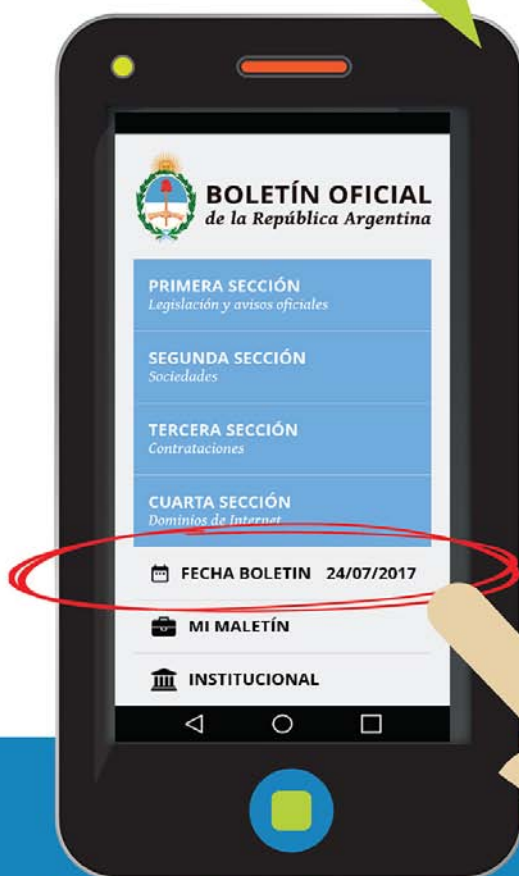 BOLETÍN OFICIAL
de la República Argentina
PRIMERA SECCIÓN
Legislación y avisos oficiales
SEGUNDA SECCIÓN
Sociedades
TERCERA SECCIÓN
Contrataciones
CUARTA SECCIÓN
Dominios de Internet
FECHA BOLETIN 24/07/2017
MI MALETÍN
INSTITUCIONAL